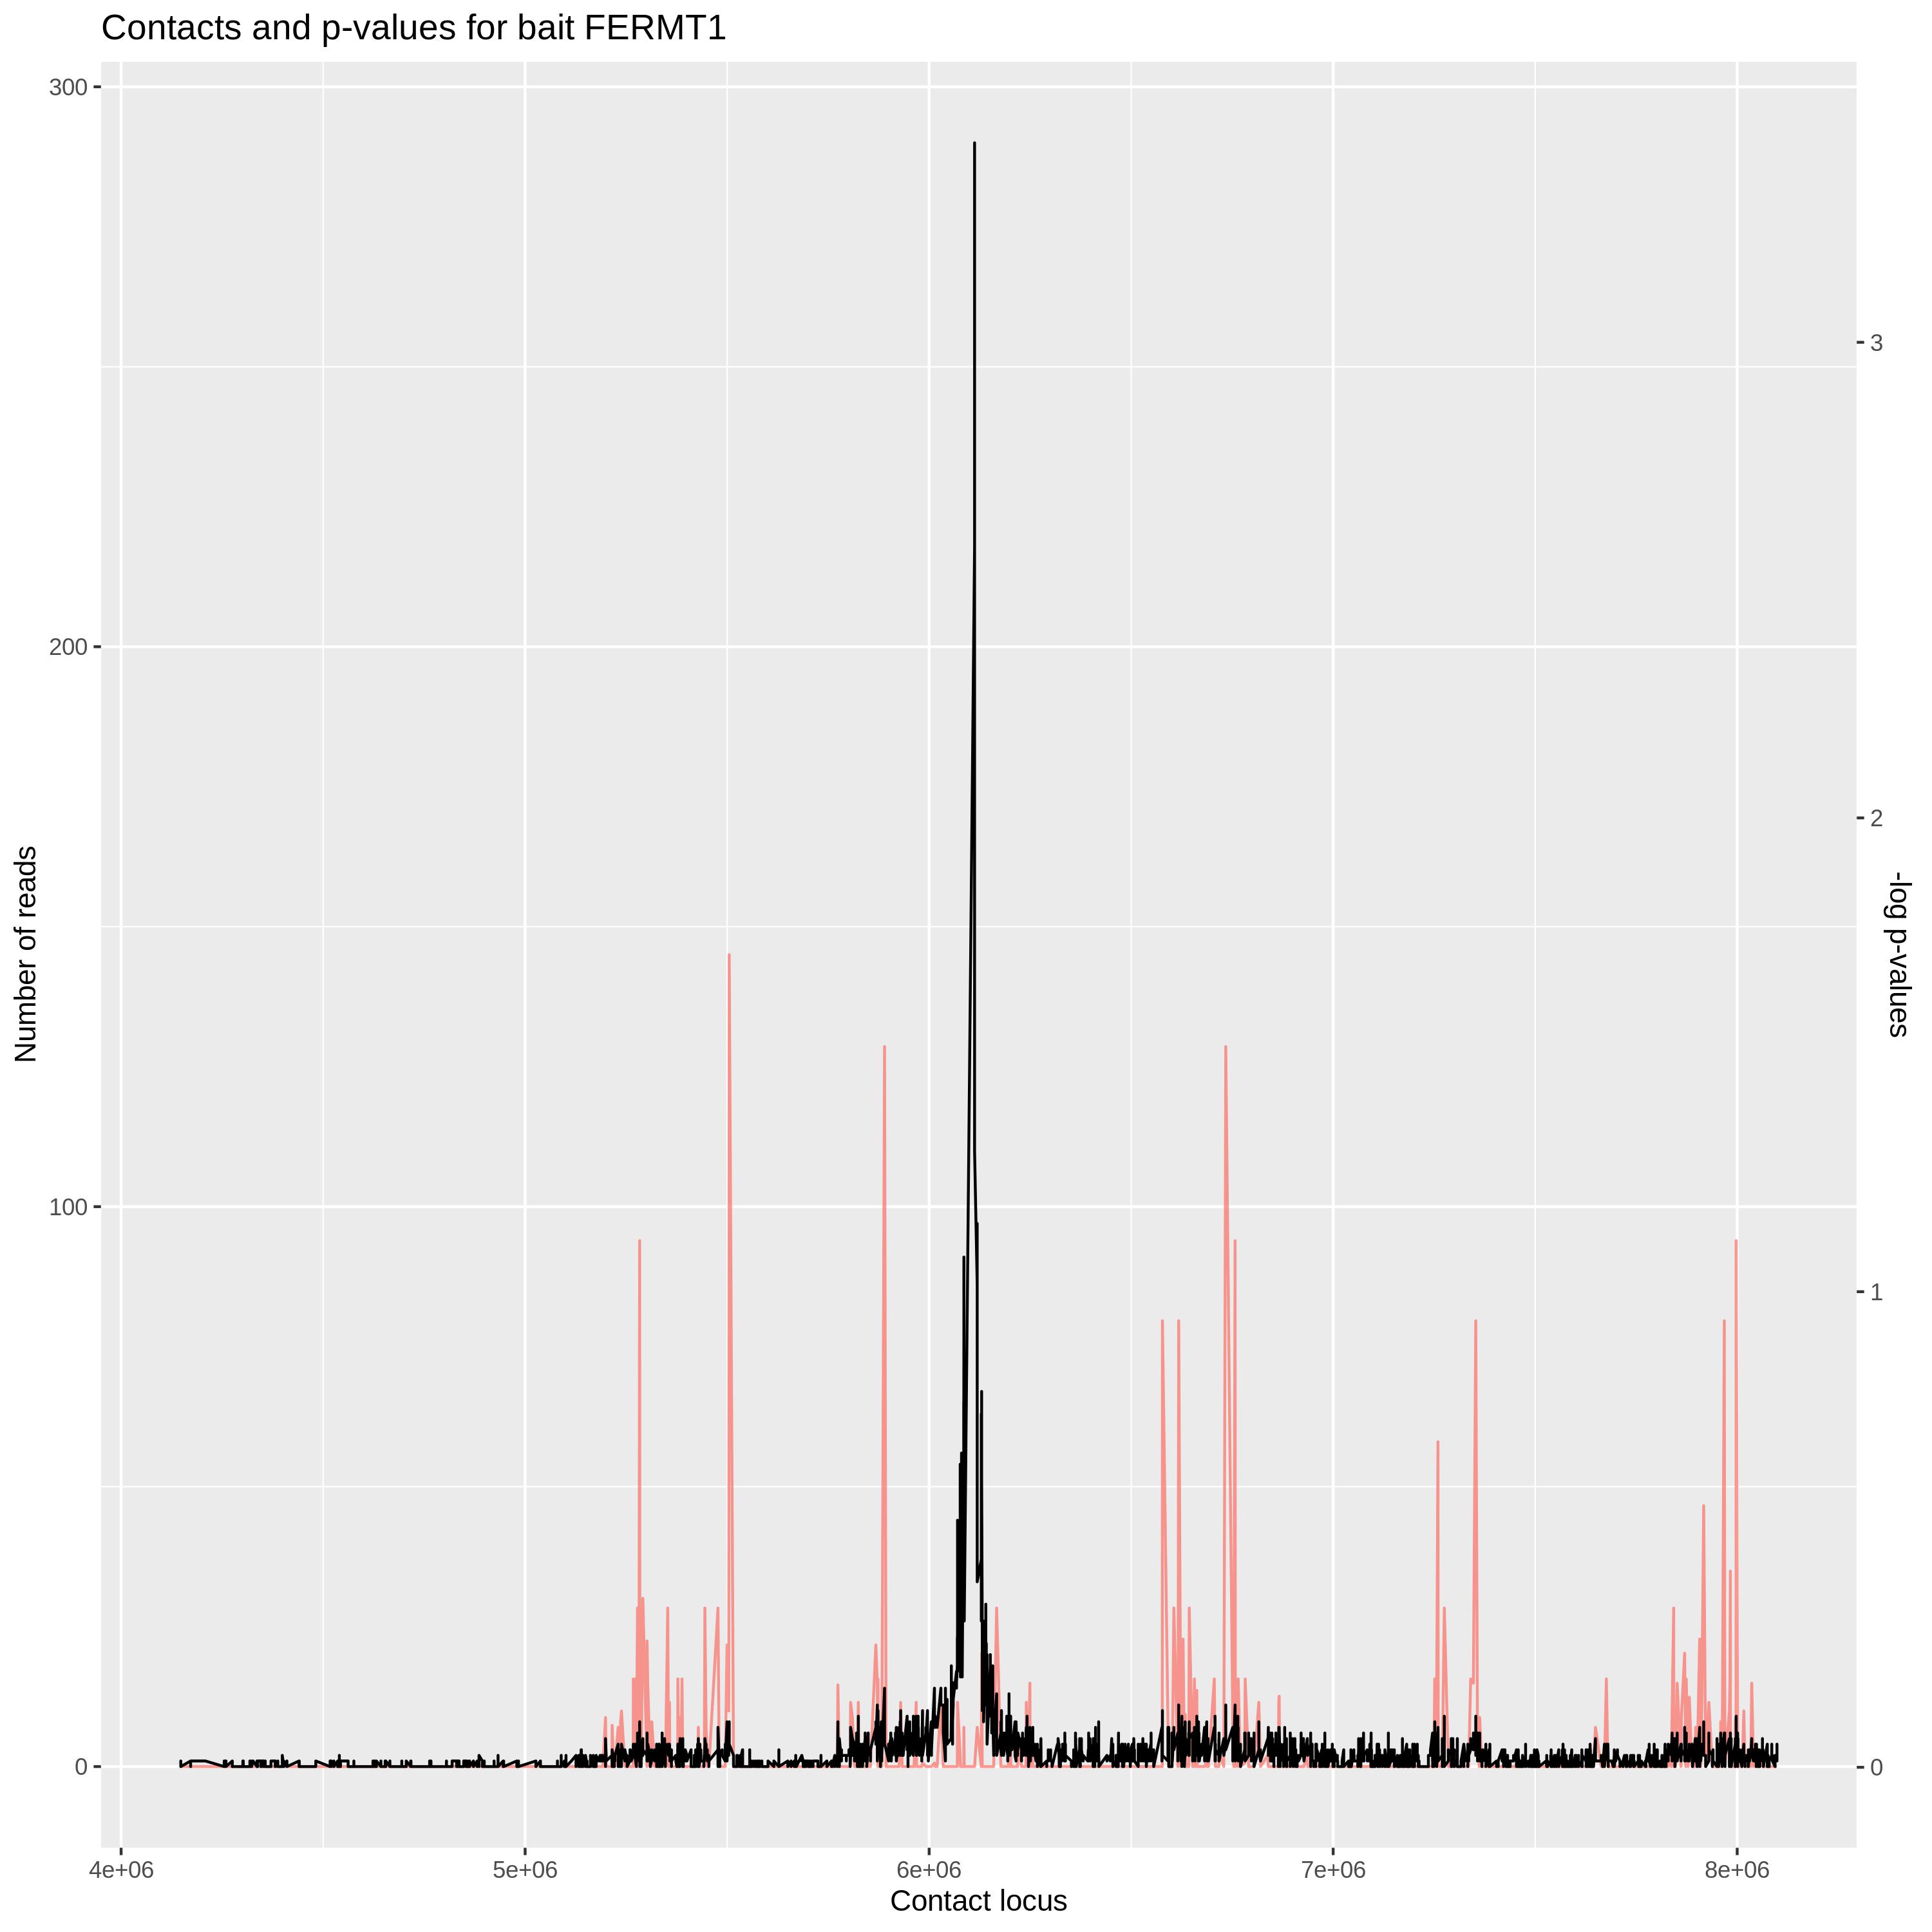 Contacts and p-values for bait FERMT1
300
200
100
0
Number of reads
3
2
1
0
-log p-values
4e+06
5e+06
6e+06
7e+06
8e+06
Contact locus